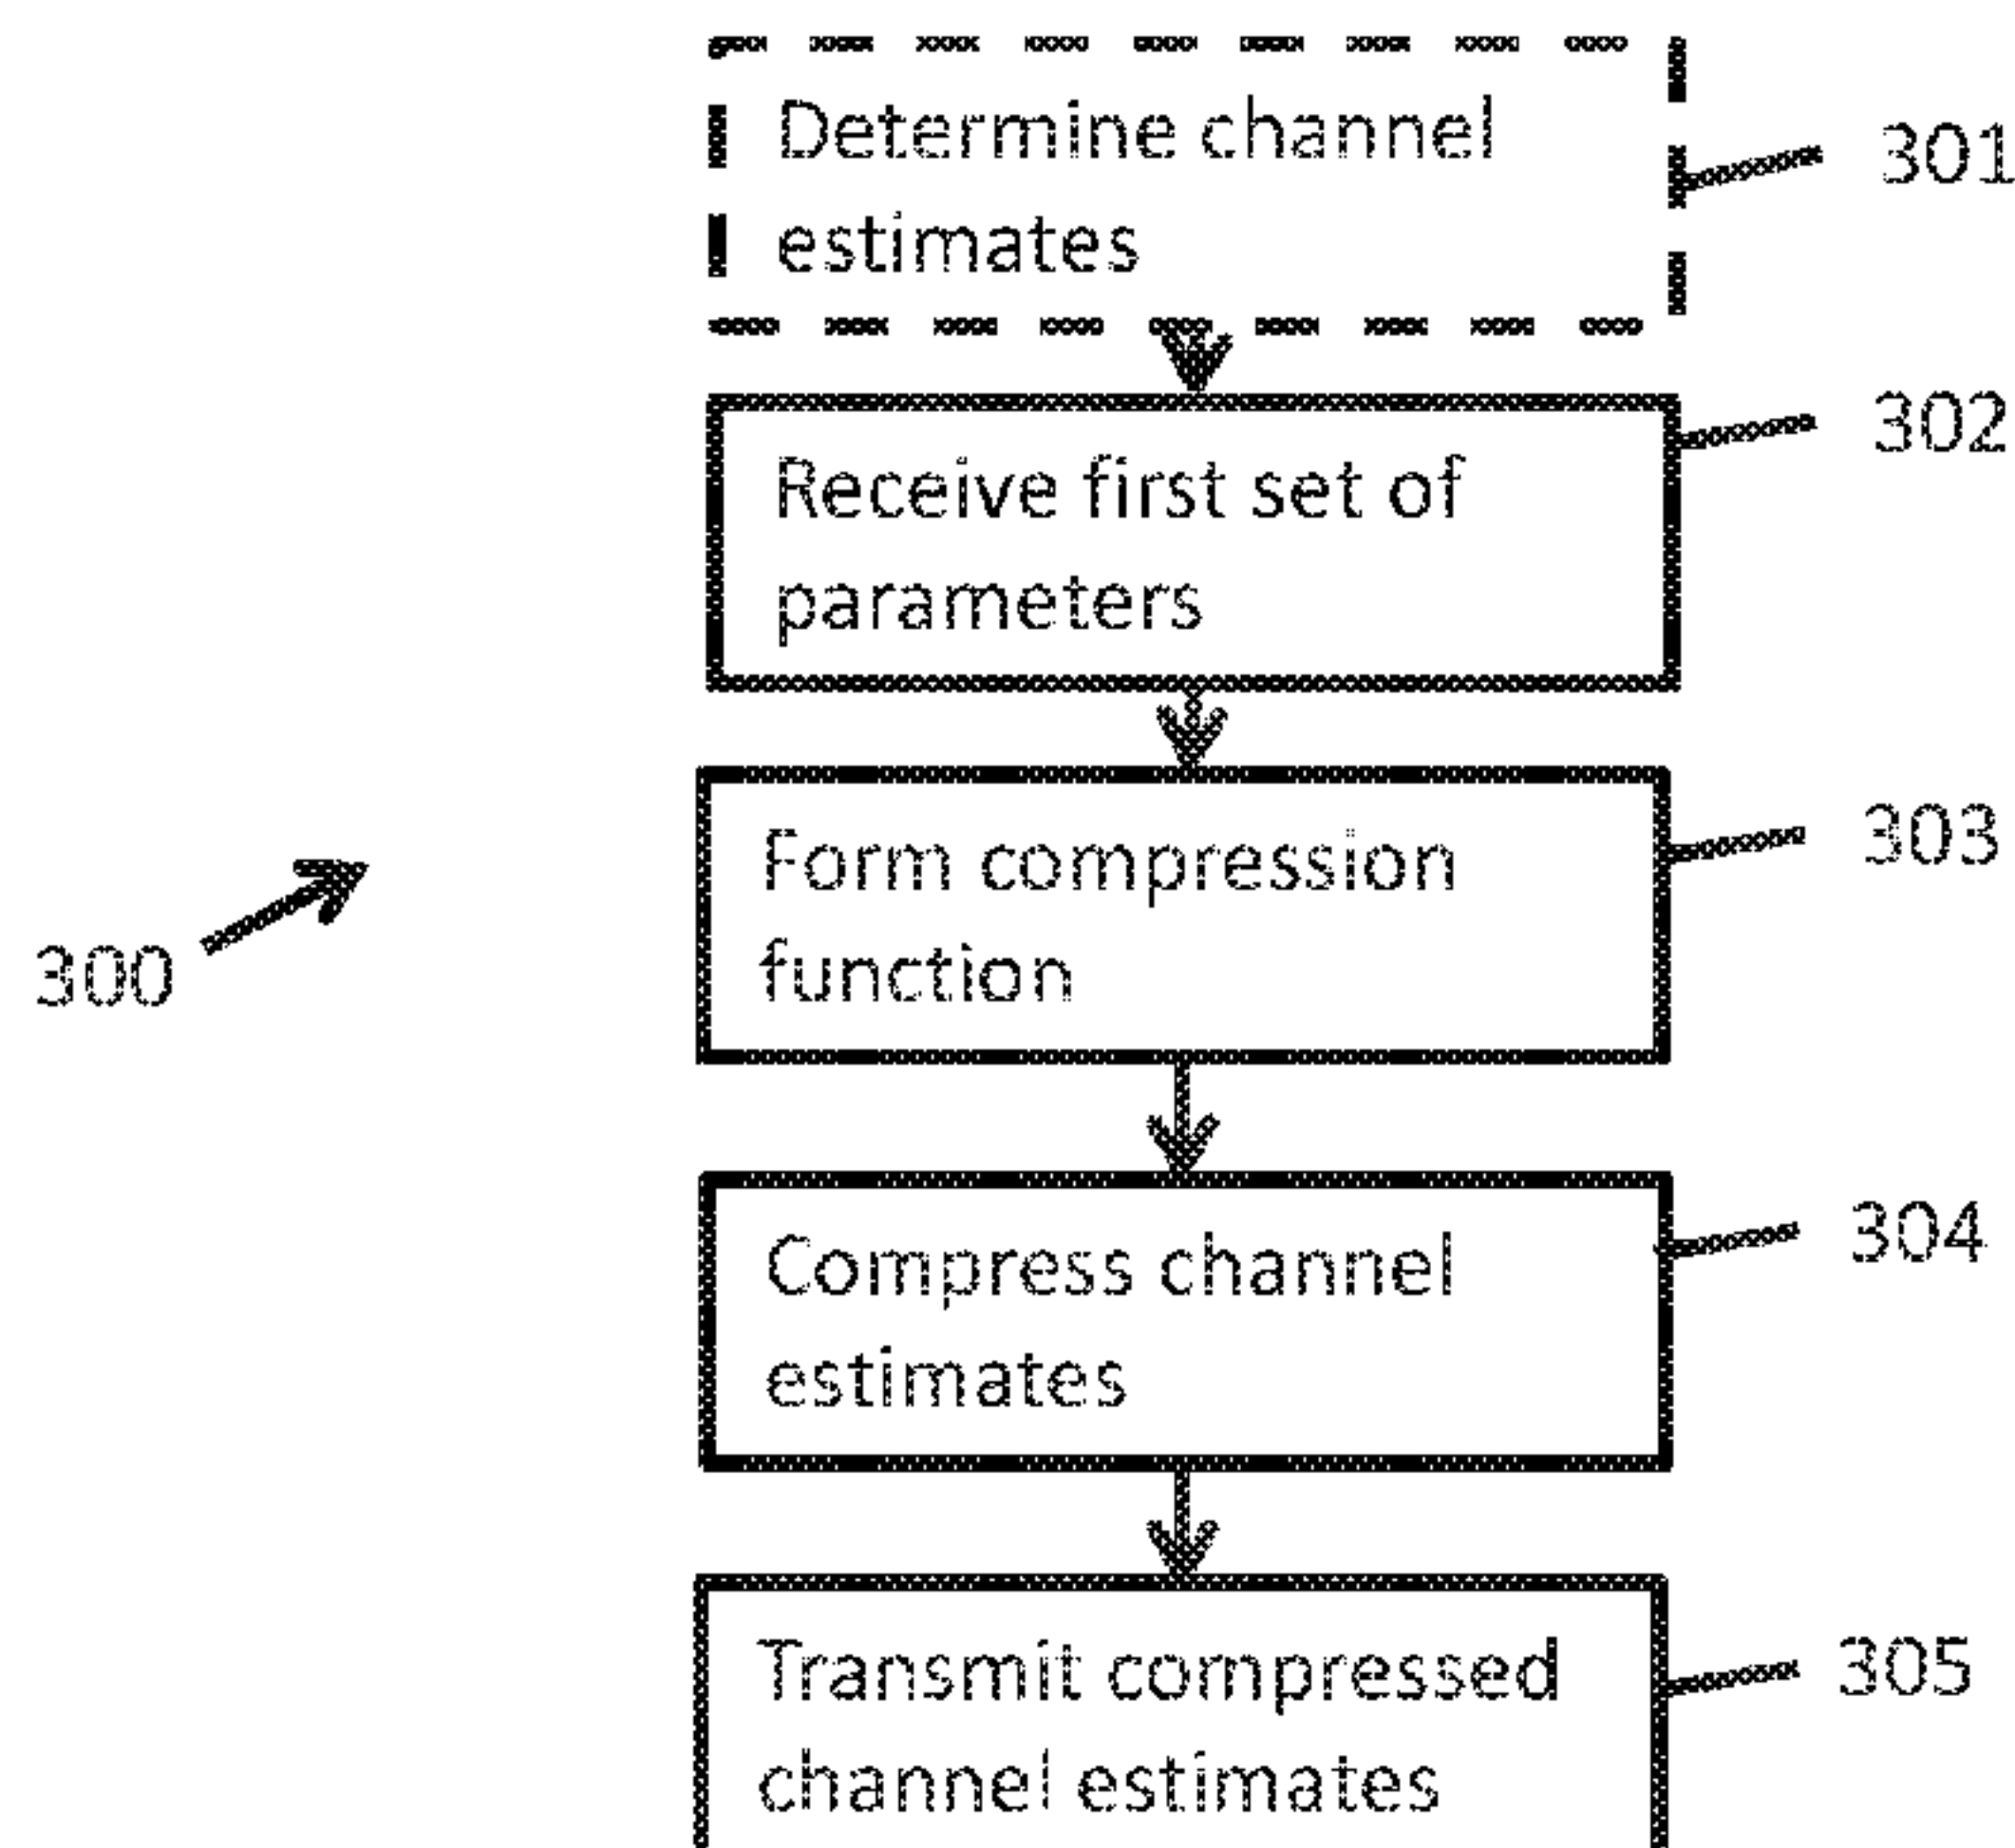 Determine channel
estimates
301
302
Receive first set of
parameters
303
Form compression
function
300
304
Compress channel
estimates
305
Transmit compressed
channel estimates